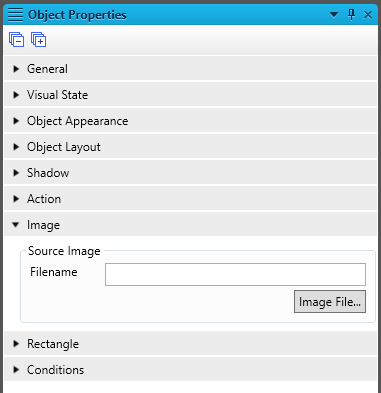 Object Properties
General
Visual State
Object Appearance
Object Layout
Shadow
Action
Image
Source Image
Filename
Image File...
Rectangle
Conditions